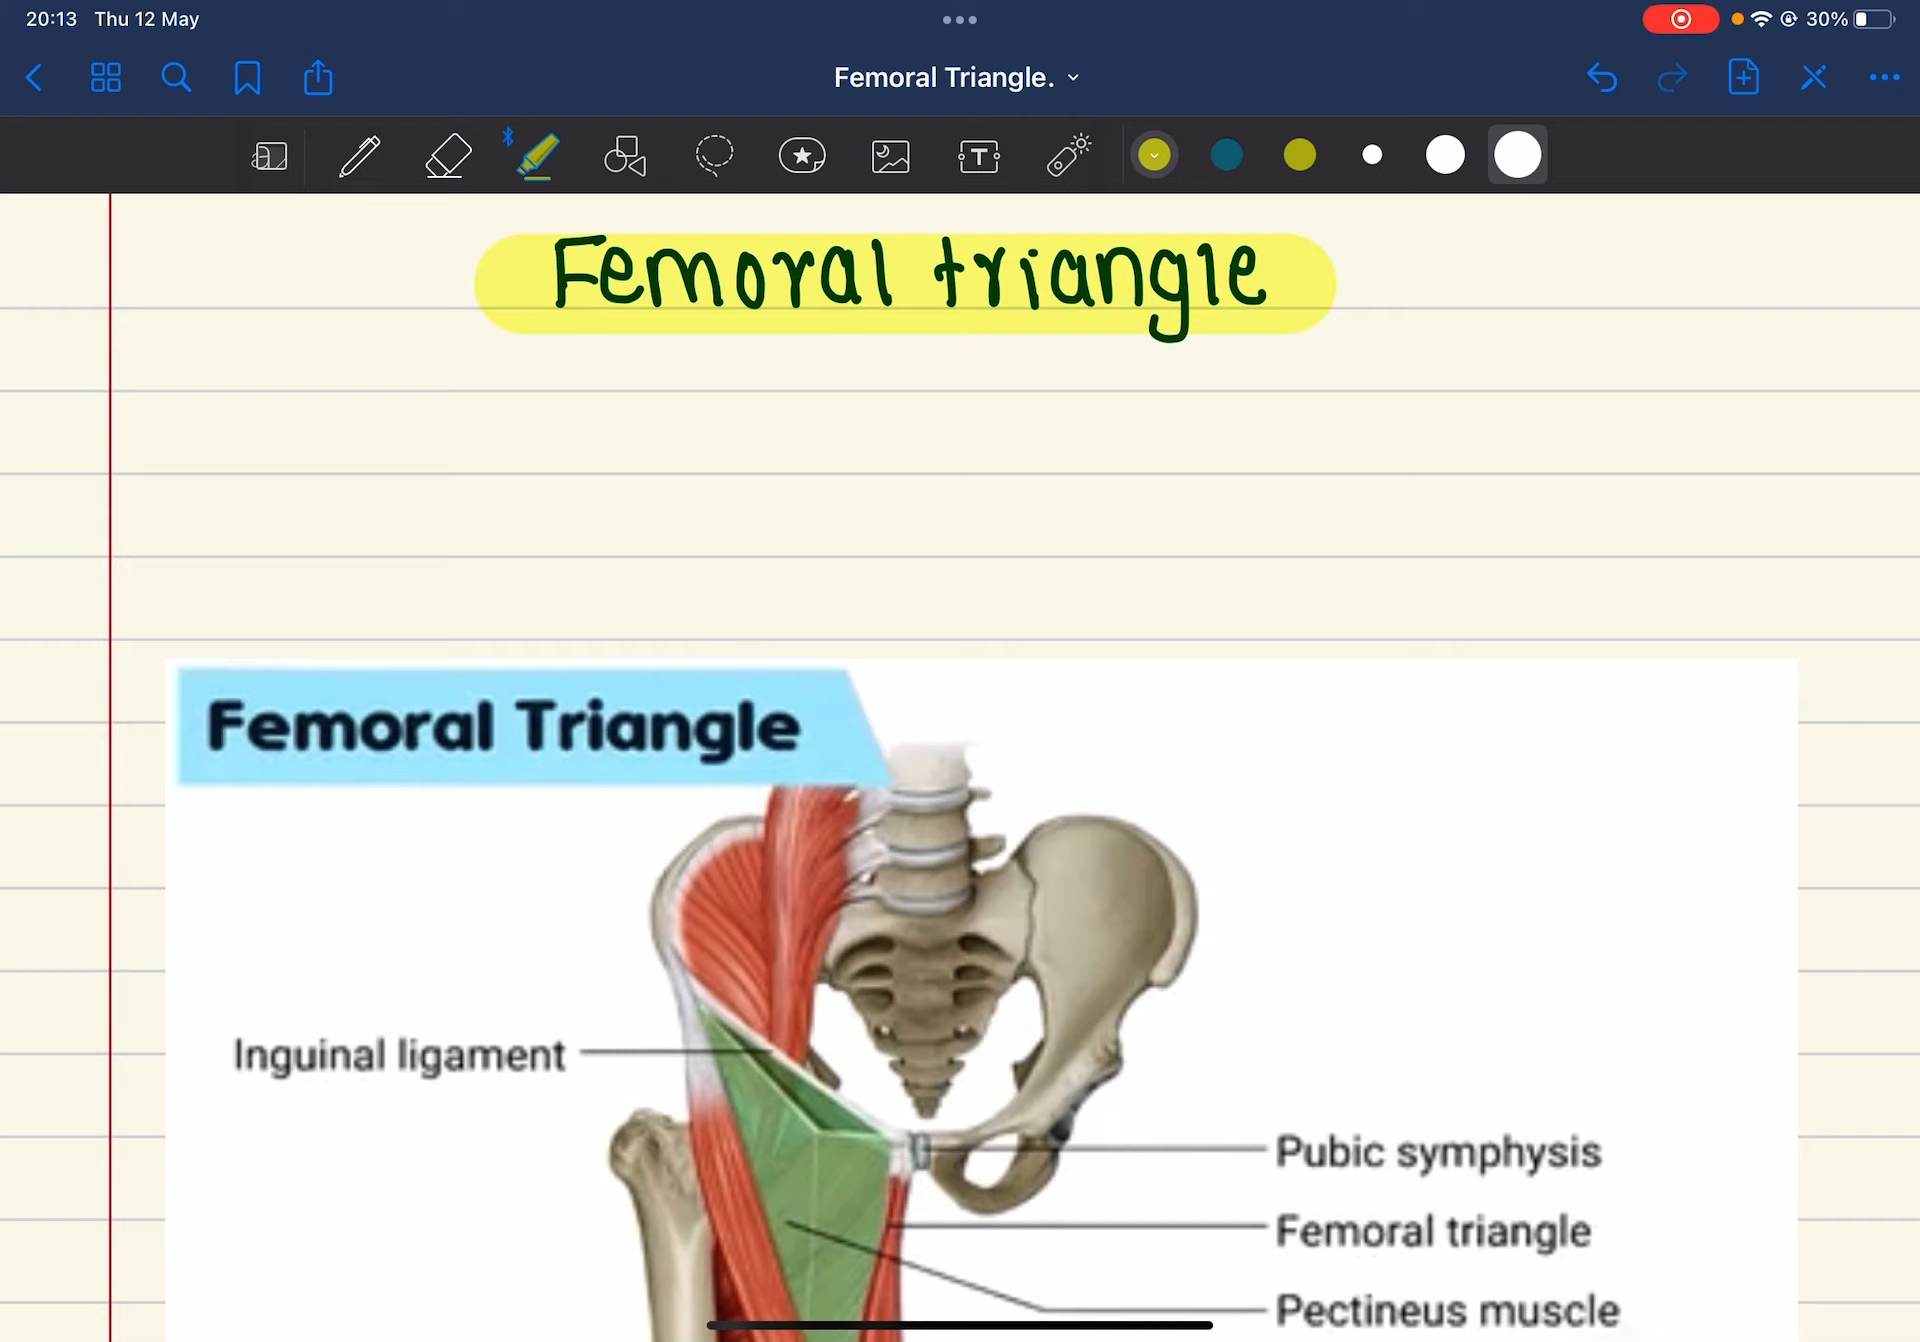 20:13 Thu 12 May
30%
Femoral Triangle.
T
Femoral triangle
Femoral Triangle
Inguinal ligament
Pubic symphysis
Femoral triangle
Pectineus muscle